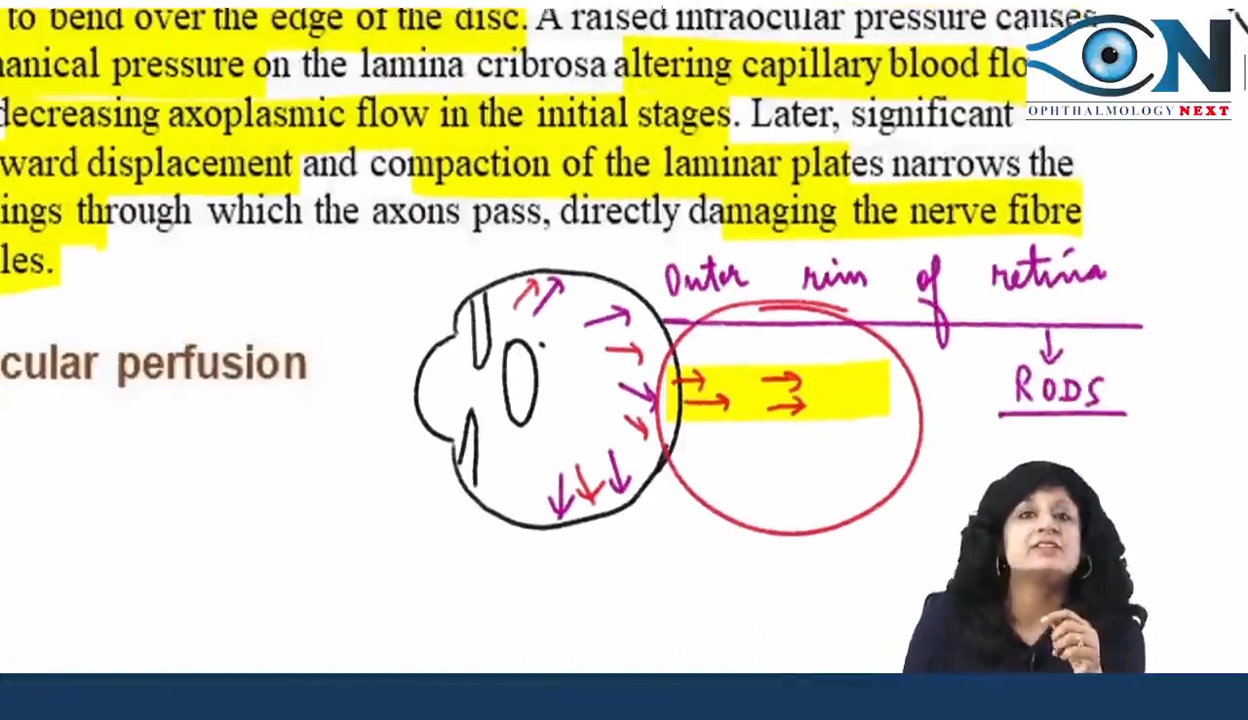 to bend over the edge of the disc. A raised intraocular pressure causes
anical pressure on the lamina cribrosa altering capillary blood flo
decreasing axoplasmic flow in the initial stages. Later, significant
ward displacement and compaction of the laminar plates narrows the
ings through which the axons pass, directly damaging the nerve fibre
les.
ON
OPHTHALMOLOGY NEXT
Outer rim of retina
RODS
cular perfusion